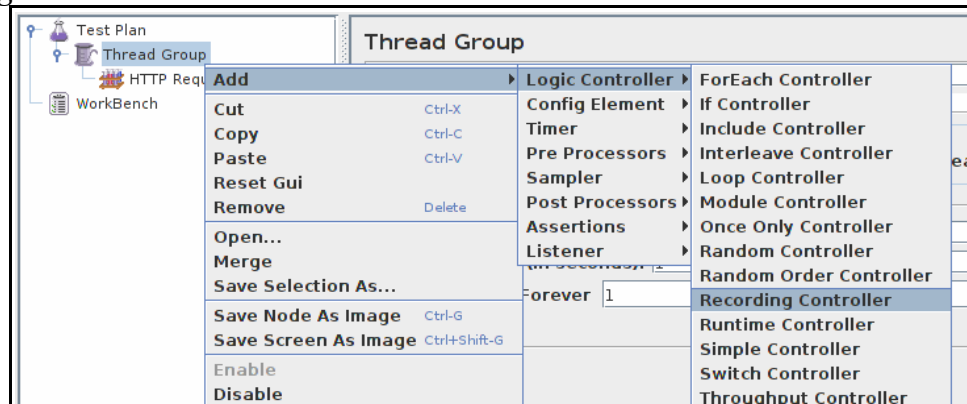 g
Test Plan
Thread Group
HTTP Requ
WorkBench
Thread Group
Add
Cut Ctrl-X
Copy Ctrl-C
Paste Ctrl-V
Reset Gui
Remove Delete
Open...
Merge
Save Selection As...
Save Node As Image Ctrl-G
Save Screen As Image Ctrl+Shift-G
Enable
Disable
Logic Controller
Config Element
Timer
Pre Processors
Sampler
Post Processors
Assertions
Listener
(in seconds): 1
Forever 1
ForEach Controller
If Controller
Include Controller
Interleave Controller
Loop Controller
Module Controller
Once Only Controller
Random Controller
Random Order Controller
Recording Controller
Runtime Controller
Simple Controller
Switch Controller
Throughput Controller